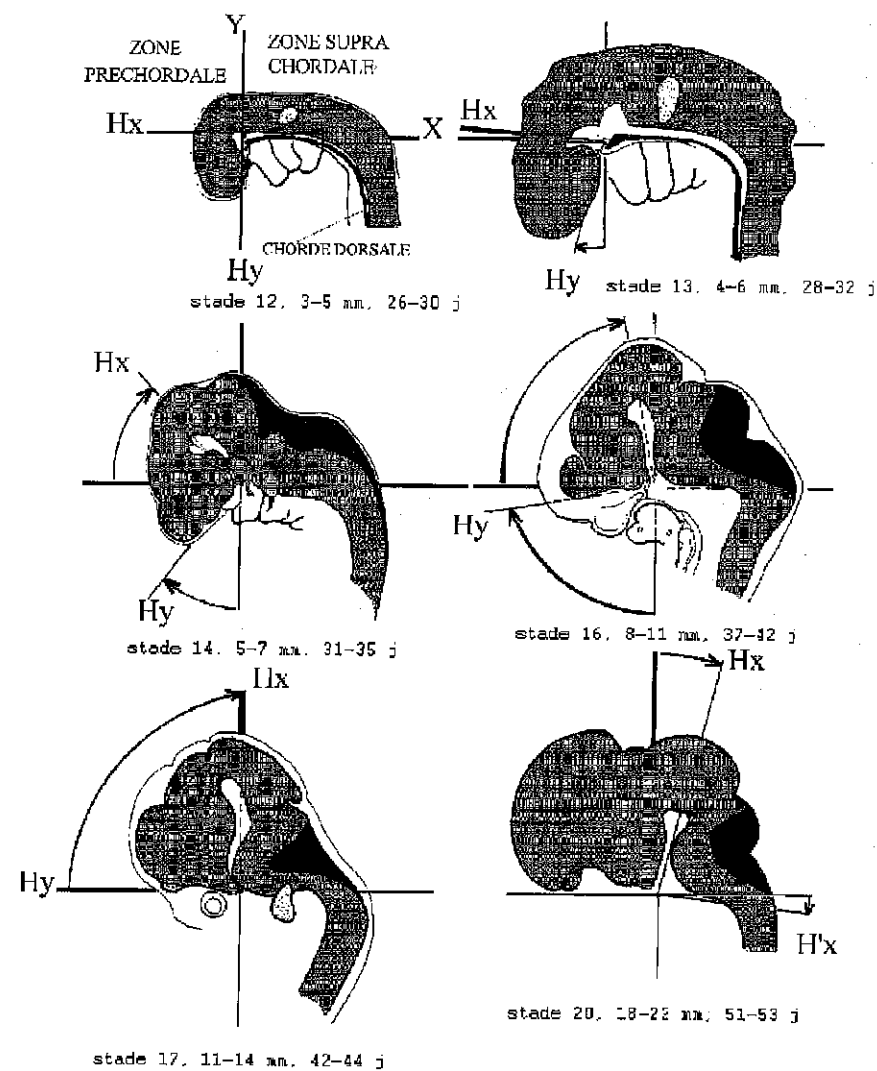 Y
ZONE
PRECHORDALE
ZONE SUPRA
CHORDALE
Hx
X
CHORDE DORSALE
Hy
stade 12, 3-5 mm, 26-30 j
Hx
Hy
stade 13, 4-6 mm, 28-32 j
Hx
Hy
stade 14, 5-7 mm, 31-35 j
Hy
stade 16, 8-11 mm, 37-42 j
Hx
Hy
stade 17, 11-14 mm, 42-44 j
Hx
H'x
stade 20, 18-22 mm, 51-53 j